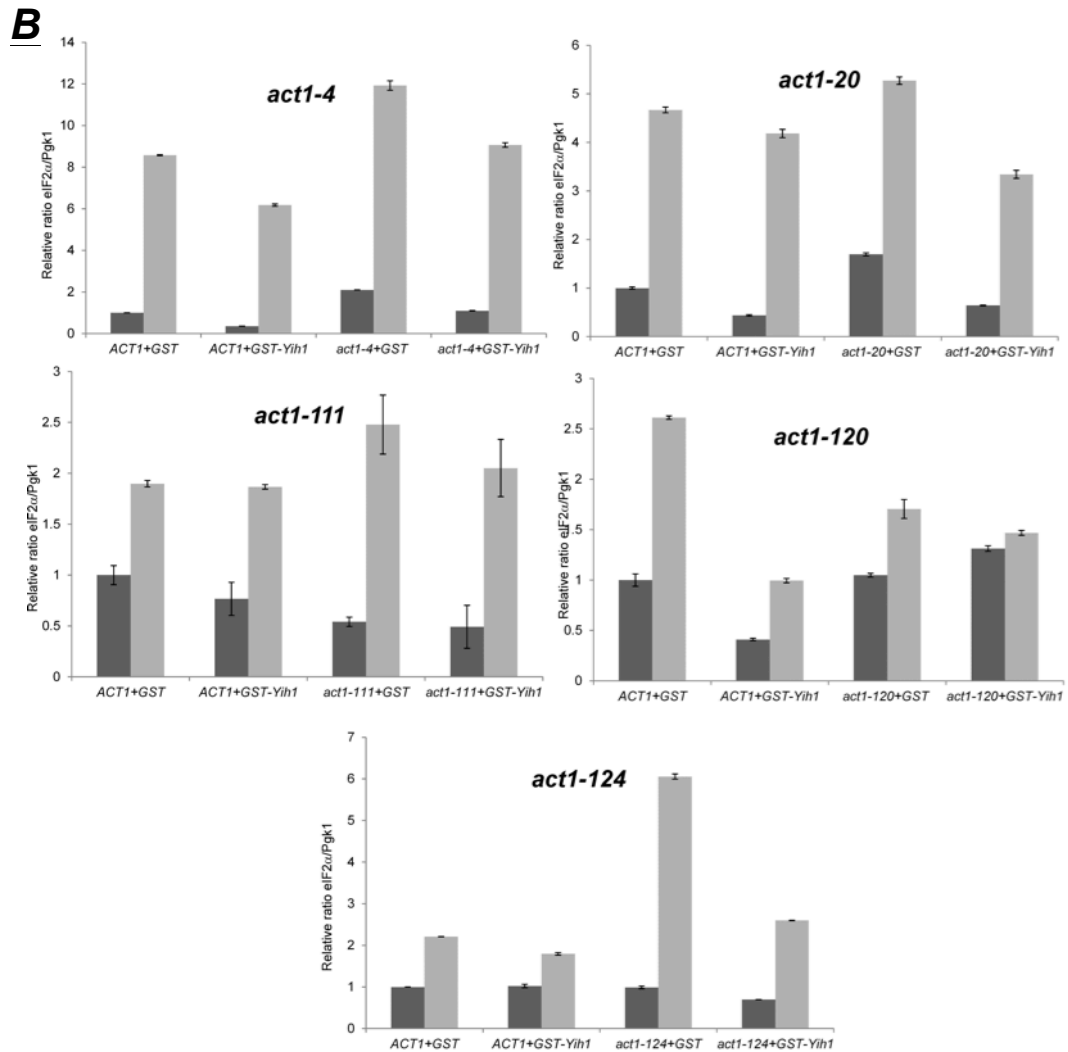 B
act1-4
Relative ratio eIF2α/Pgk1
14
12
10
8
6
4
2
0
ACT1+GST ACT1+GST-Yih1 act1-4+GST act1-4+GST-Yih1
act1-20
Relative ratio eIF2α/Pgk1
6
5
4
3
2
1
0
ACT1+GST ACT1+GST-Yih1 act1-20+GST act1-20+GST-Yih1
act1-111
Relative ratio eIF2α/Pgk1
3
2.5
2
1.5
1
0.5
0
ACT1+GST ACT1+GST-Yih1 act1-111+GST act1-111+GST-Yih1
act1-120
Relative ratio eIF2α/Pgk1
3
2.5
2
1.5
1
0.5
0
ACT1+GST ACT1+GST-Yih1 act1-120+GST act1-120+GST-Yih1
act1-124
Relative ratio eIF2α/Pgk1
7
6
5
4
3
2
1
0
ACT1+GST ACT1+GST-Yih1 act1-124+GST act1-124+GST-Yih1